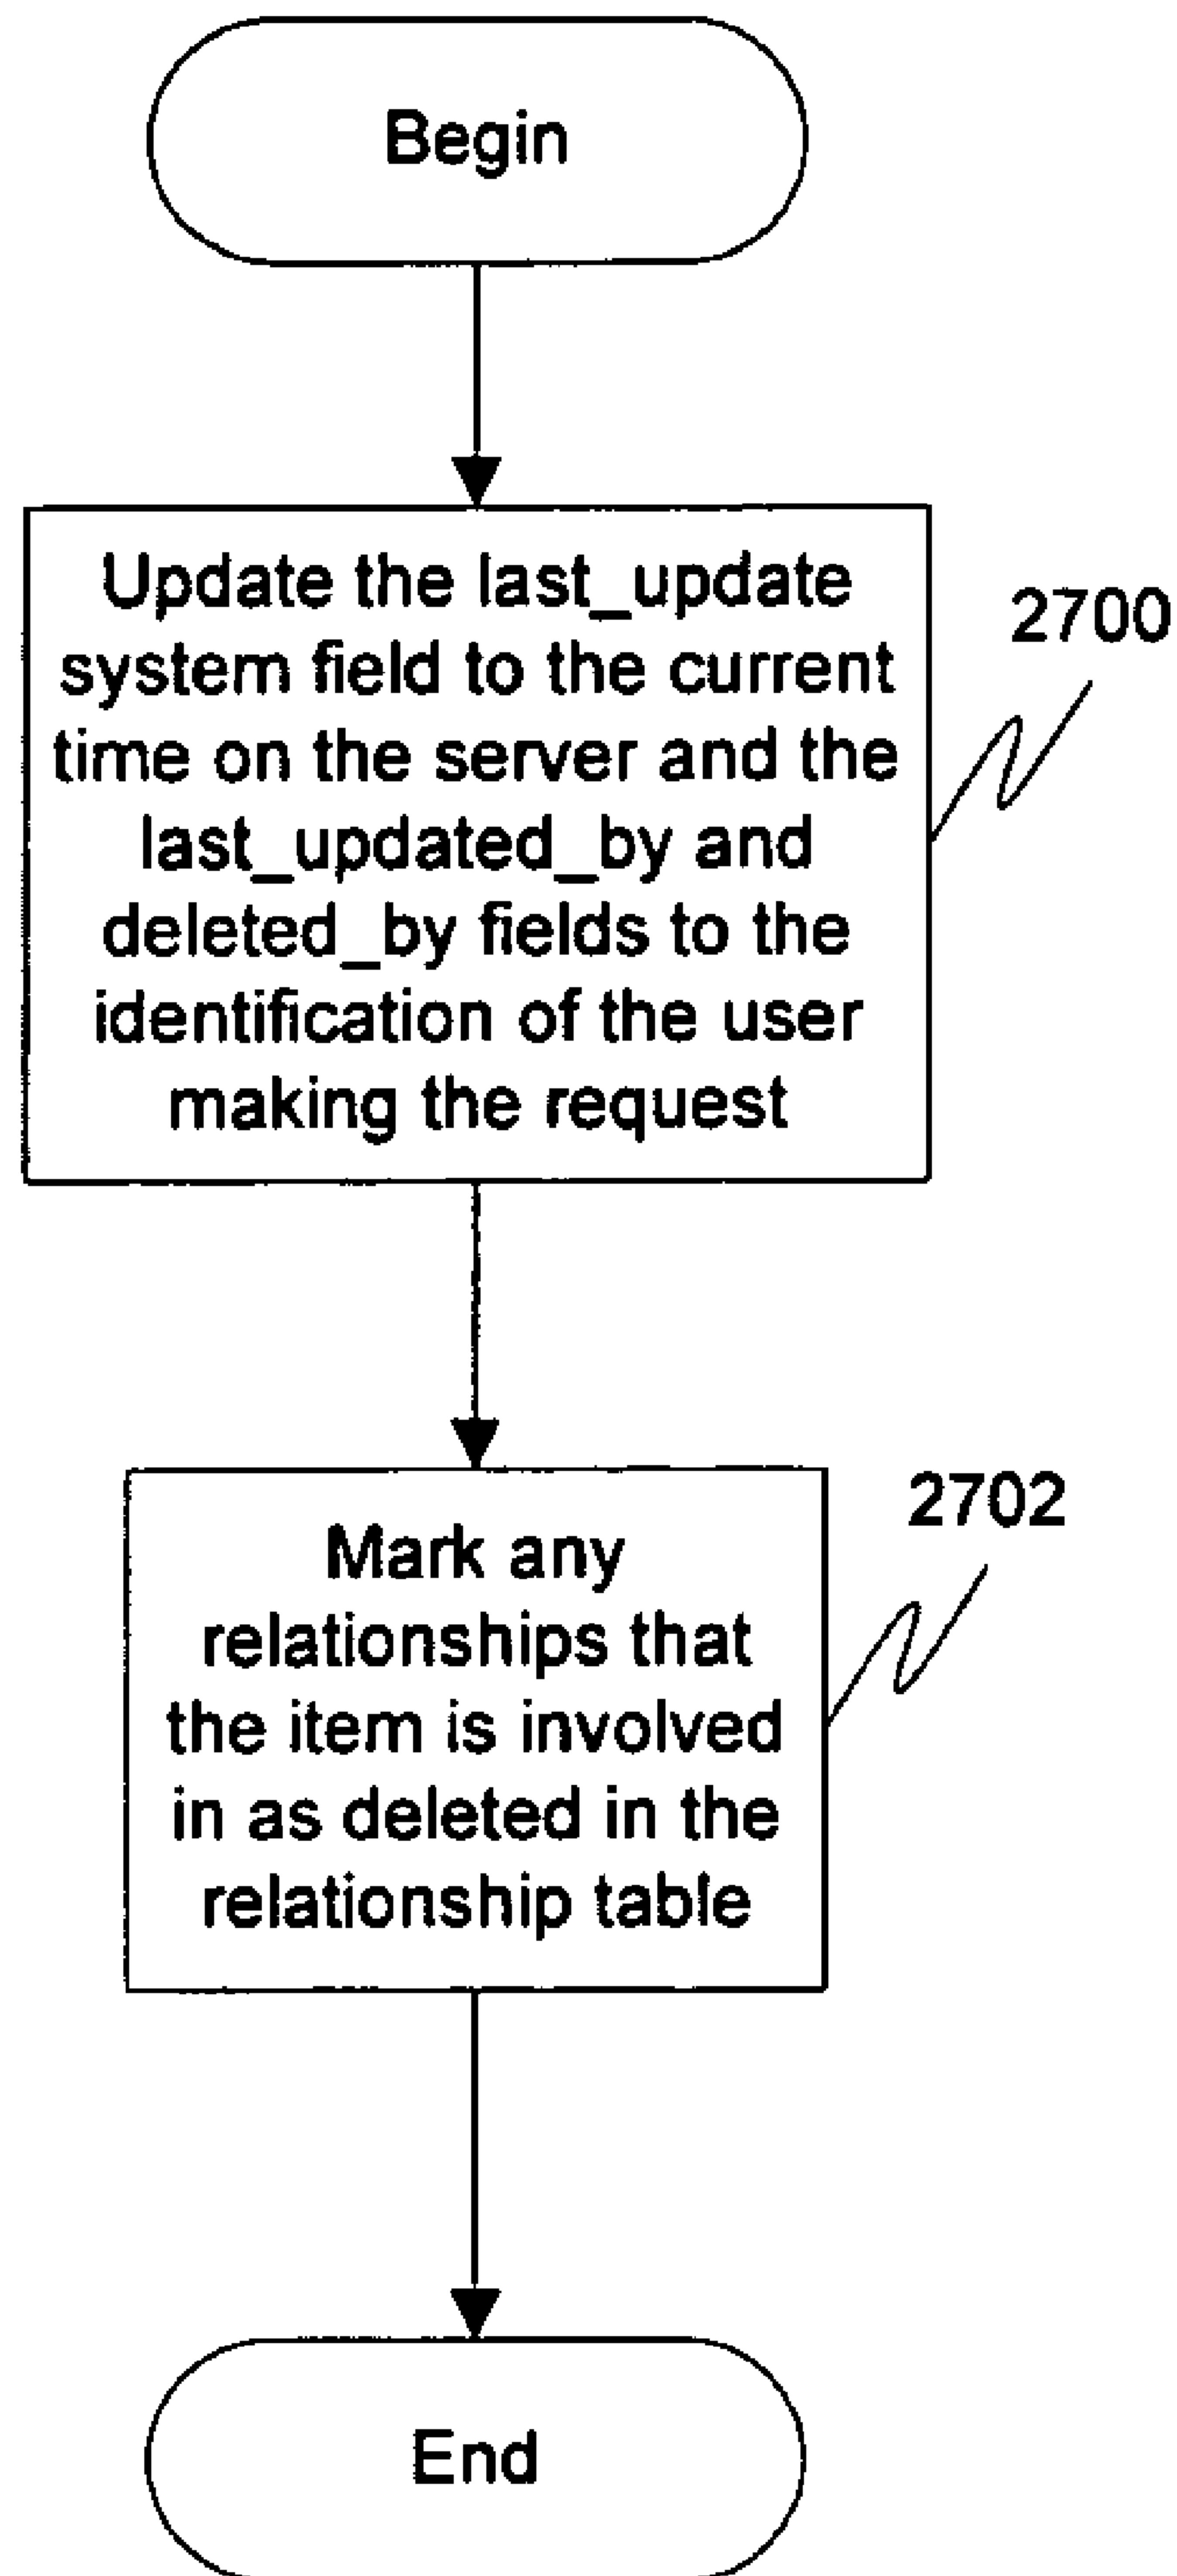 Begin
Update the last_update
system field to the current
time on the server and the
last_updated_by and
deleted_by fields to the
identification of the user
making the request
2700
Mark any
relationships that
the item is involved
in as deleted in the
relationship table
2702
End